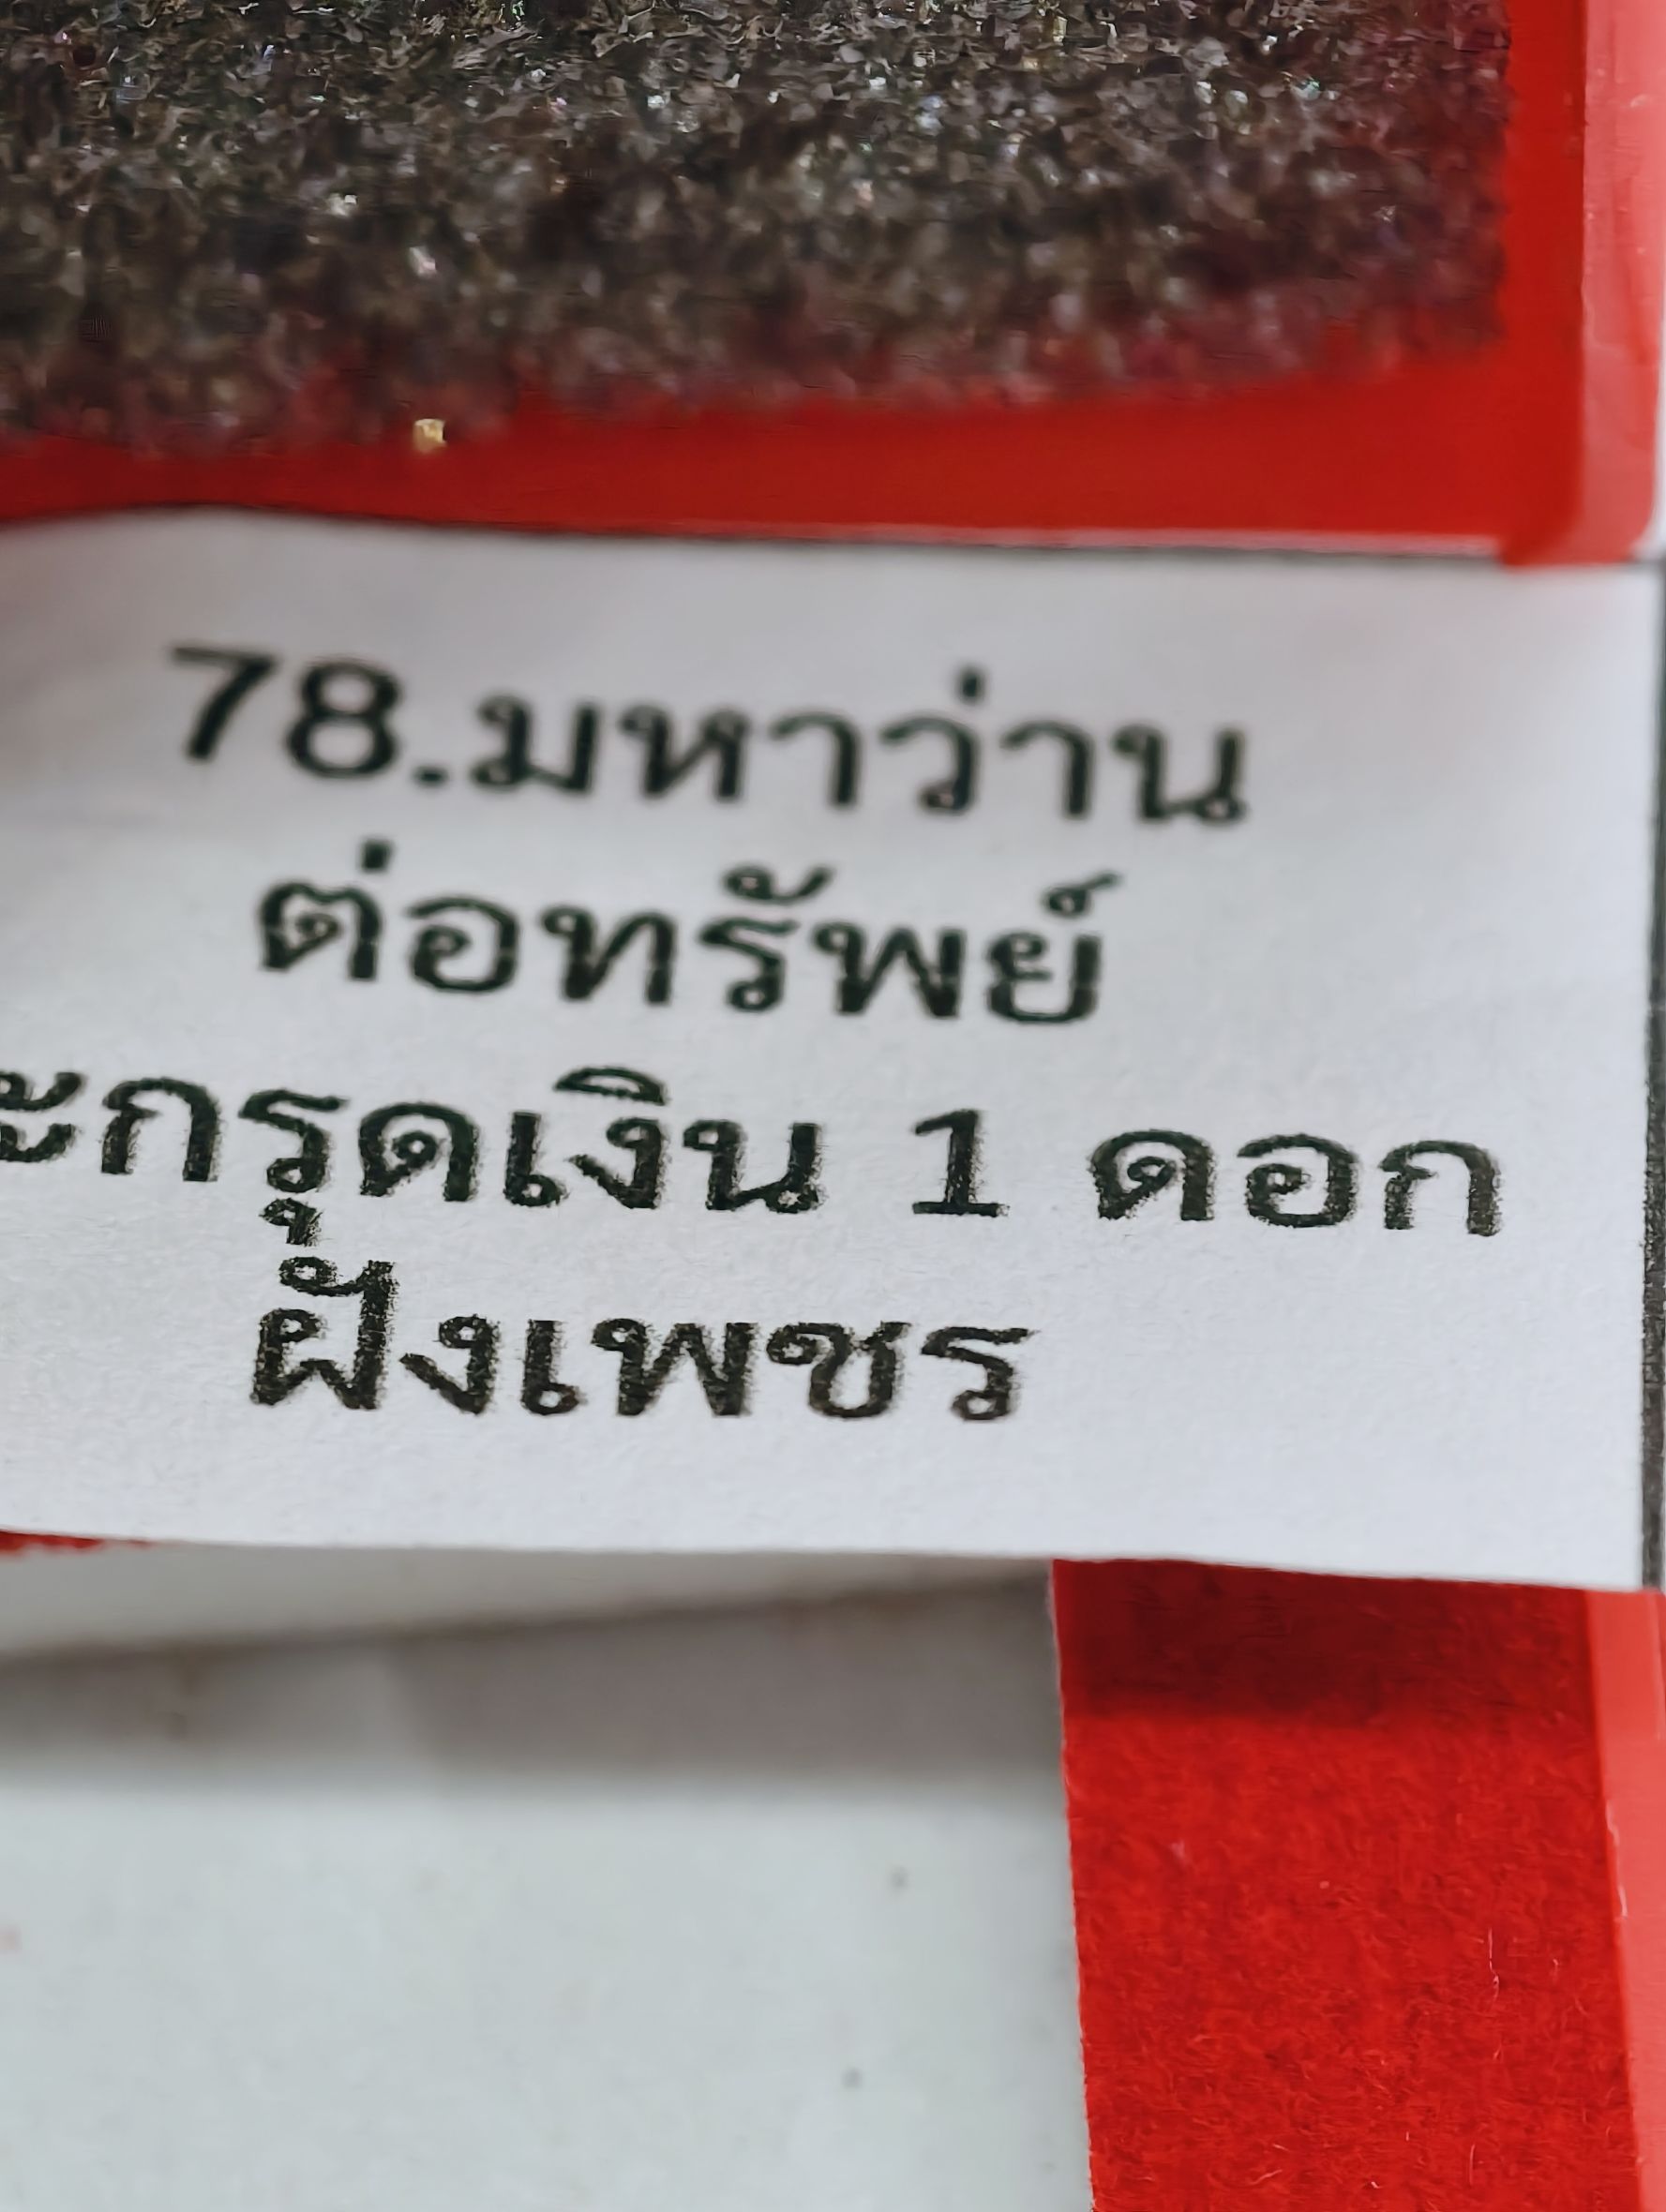 78.มหาว่าน
ต่อทรัพย์
ะกรุดเงิน 1 ดอก
ฝังเพชร